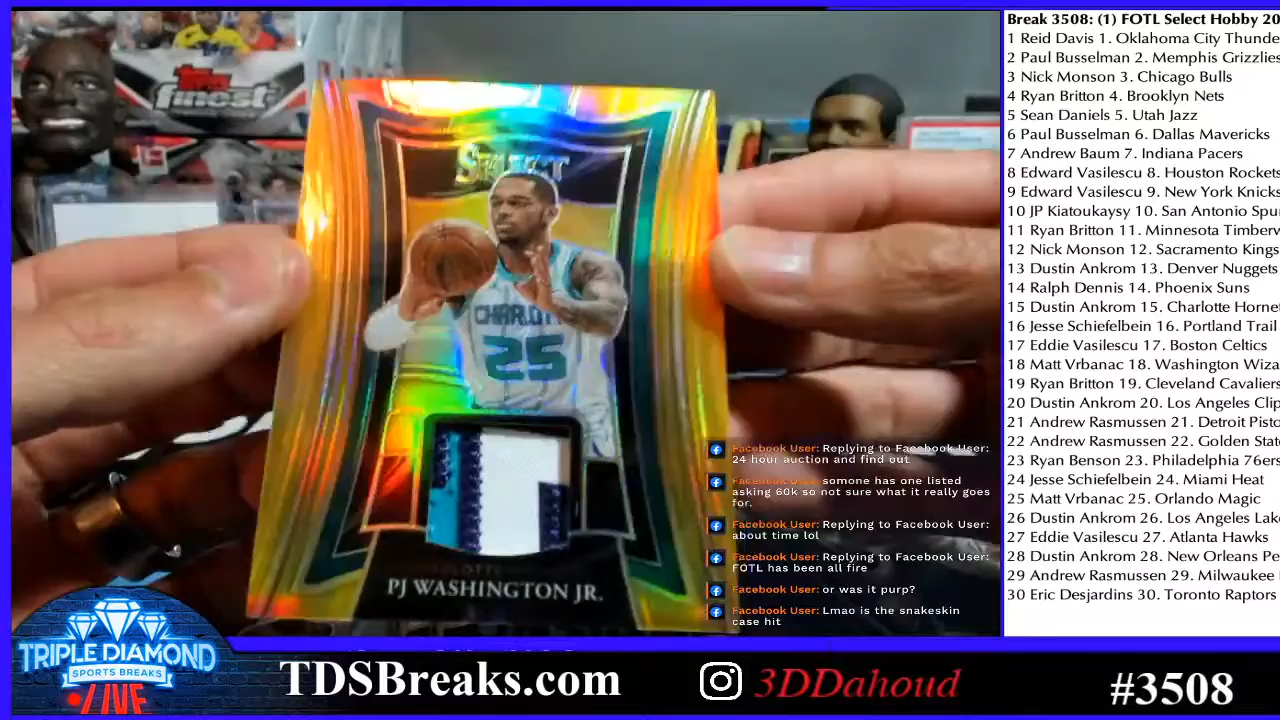 Break 3508: (1) FOTL Select Hobby 20
1 Reid Davis 1. Oklahoma City Thunde
2 Paul Busselman 2. Memphis Grizzlies
3 Nick Monson 3. Chicago Bulls
4 Ryan Britton 4. Brooklyn Nets
5 Sean Daniels 5. Utah Jazz
6 Paul Busselman 6. Dallas Mavericks
7 Andrew Baum 7. Indiana Pacers
8 Edward Vasilescu 8. Houston Rockets
9 Edward Vasilescu 9. New York Knicks
10 JP Kiatoukaysy 10. San Antonio Spu
11 Ryan Britton 11. Minnesota Timberv
12 Nick Monson 12. Sacramento Kings
13 Dustin Ankrom 13. Denver Nuggets
14 Ralph Dennis 14. Phoenix Suns
15 Dustin Ankrom 15. Charlotte Horne
16 Jesse Schiefelbein 16. Portland Trail
17 Eddie Vasilescu 17. Boston Celtics
18 Matt Vrbanac 18. Washington Wiza
19 Ryan Britton 19. Cleveland Cavaliers
20 Dustin Ankrom 20. Los Angeles Clip
21 Andrew Rasmussen 21. Detroit Pisto
22 Andrew Rasmussen 22. Golden Stat
23 Ryan Benson 23. Philadelphia 76ers
24 Jesse Schiefelbein 24. Miami Heat
25 Matt Vrbanac 25. Orlando Magic
26 Dustin Ankrom 26. Los Angeles Lake
27 Eddie Vasilescu 27. Atlanta Hawks
28 Dustin Ankrom 28. New Orleans Pe
29 Andrew Rasmussen 29. Milwaukee
30 Eric Desjardins 30. Toronto Raptors
Topps
finest
SELECT
CHARLOTTE
25
PJ WASHINGTON JR.
Facebook User: Replying to Facebook User:
24 hour auction and find out
Facebook User: somone has one listed
asking 60k so not sure what it really goes
for.
Facebook User: Replying to Facebook User:
about time lol
Facebook User: Replying to Facebook User:
FOTL has been all fire
Facebook User: or was it purp?
Facebook User: Lmao is the snakeskin
case hit
TRIPLE DIAMOND
SPORTS BREAKS
LIVE
TDSBreaks.com
3DDahoud
#3508